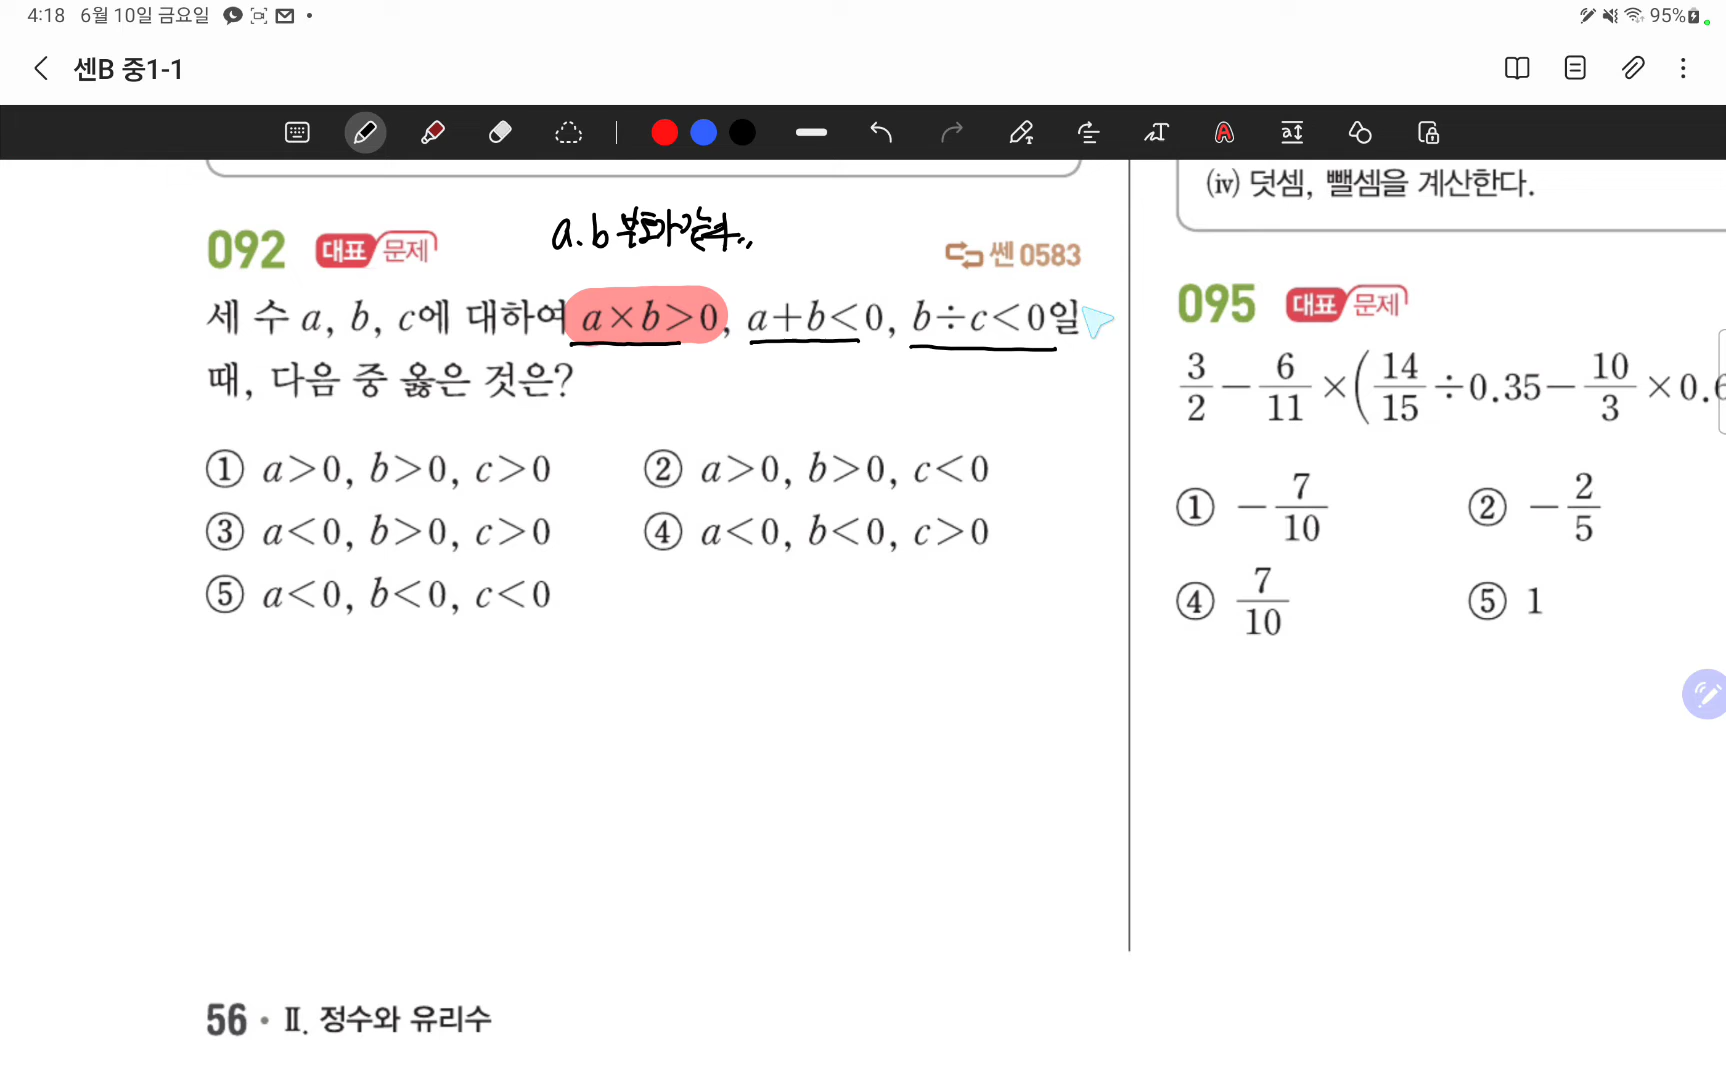 4:18 6월 10일 금요일
95%
센B 중1-1
(ⅳ) 덧셈, 뺄셈을 계산한다.
a.b 부호가 같은수..
092 대표 문제
쎈 0583
세 수 a, b, c에 대하여 a×b>0, a+b<0, b÷c<0일
때, 다음 중 옳은 것은?
① a>0, b>0, c>0 ② a>0, b>0, c<0
③ a<0, b>0, c>0 ④ a<0, b<0, c>0
⑤ a<0, b<0, c<0
56 • Ⅱ. 정수와 유리수
095 대표 문제
3/2 − 6/11 ×(14/15 ÷0.35− 10/3 ×0.6
① −7/10 ② −2/5
④ 7/10 ⑤ 1